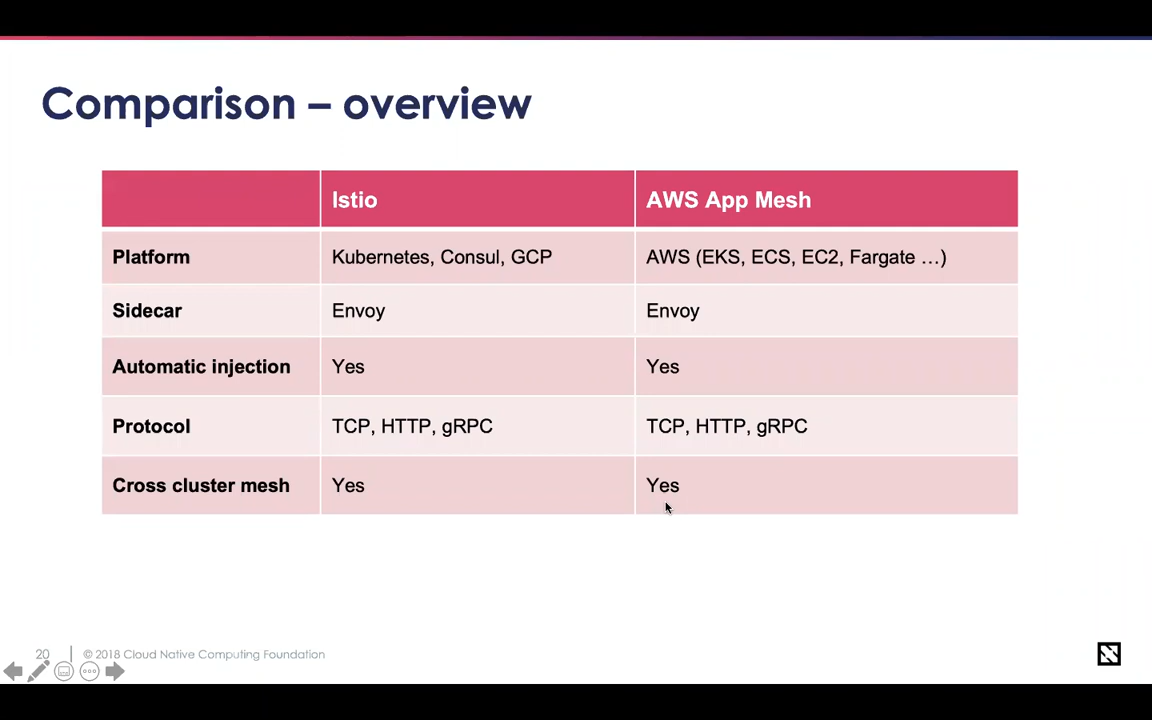 Comparison – overview
Istio
AWS App Mesh
Platform
Kubernetes, Consul, GCP
AWS (EKS, ECS, EC2, Fargate …)
Sidecar
Envoy
Envoy
Automatic injection
Yes
Yes
Protocol
TCP, HTTP, gRPC
TCP, HTTP, gRPC
Cross cluster mesh
Yes
Yes
20
© 2018 Cloud Native Computing Foundation